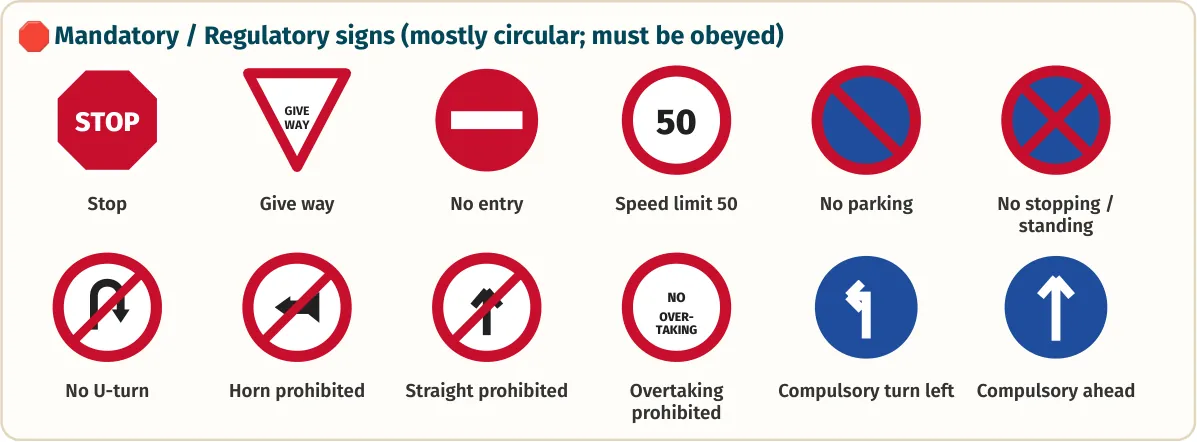 Mandatory / Regulatory signs (mostly circular; must be obeyed)
STOP
GIVE
WAY
50
Stop
Give way
No entry
Speed limit 50
No parking
No stopping /
standing
NO
OVER-
TAKING
No U-turn
Horn prohibited
Straight prohibited
Overtaking
prohibited
Compulsory turn left
Compulsory ahead